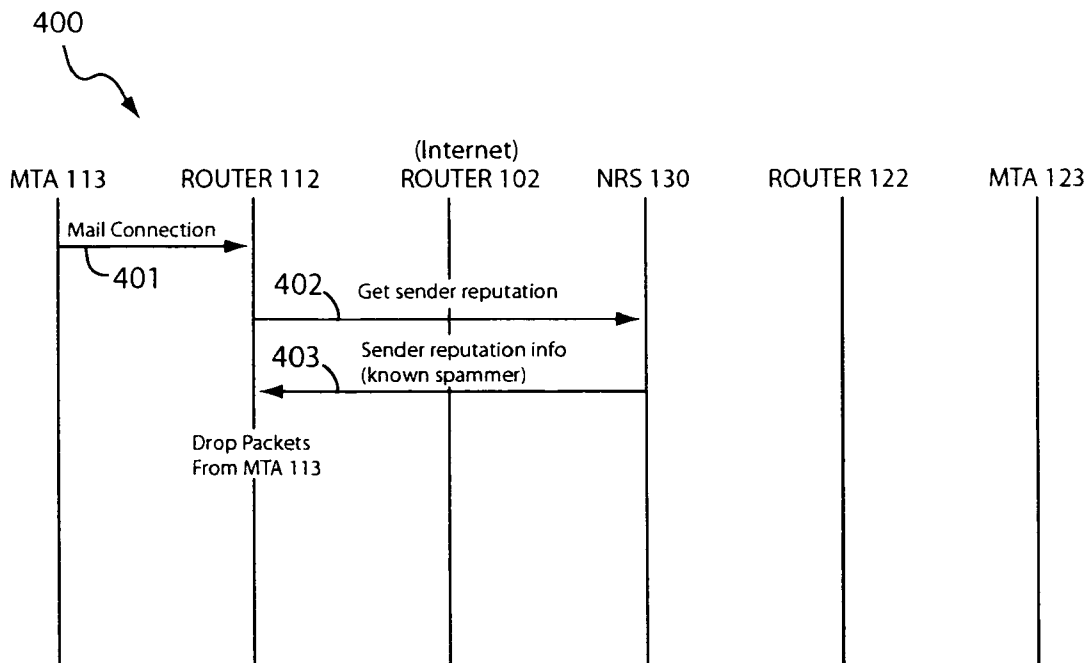 400
(Internet)
MTA 113 ROUTER 112 ROUTER 102 NRS 130 ROUTER 122 MTA 123
Mail Connection
401
402 Get sender reputation
403 Sender reputation info
(known spammer)
Drop Packets
From MTA 113